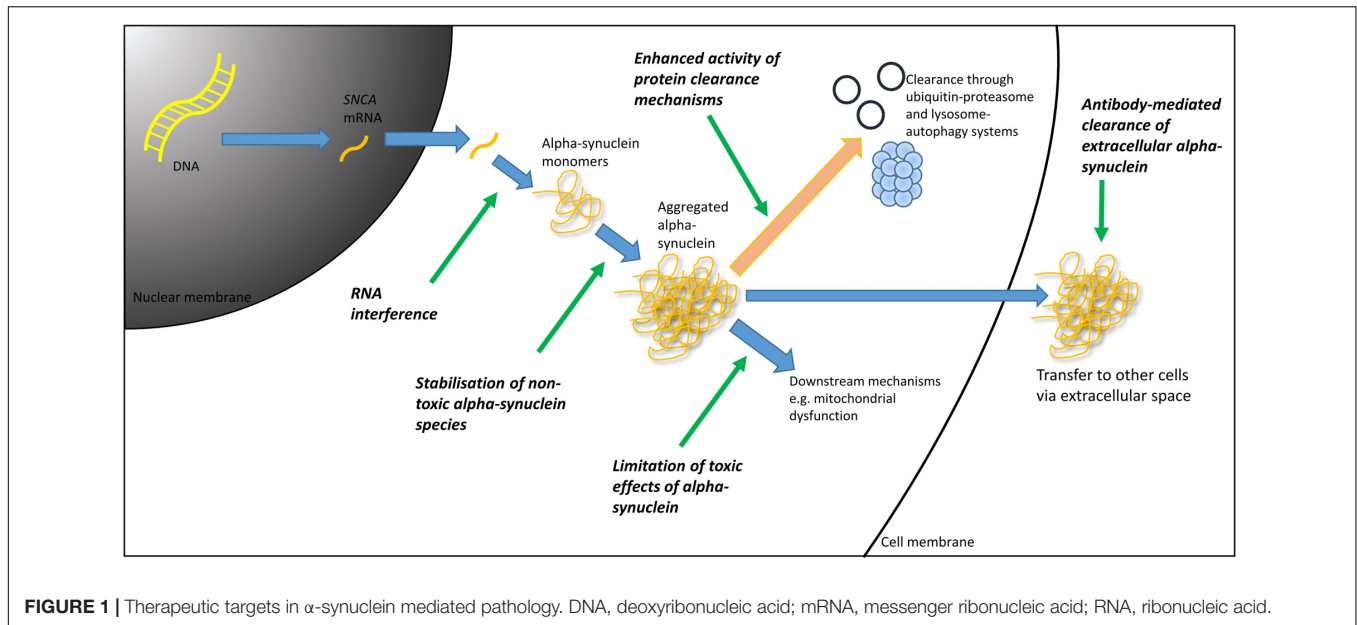 DNA
SNCA
mRNA
Nuclear membrane
RNA
interference
Alpha-synuclein
monomers
Stabilisation of non-
toxic alpha-synuclein
species
Aggregated
alpha-
synuclein
Enhanced activity of
protein clearance
mechanisms
Clearance through
ubiquitin-proteasome
and lysosome-
autophagy systems
Limitation of toxic
effects of alpha-
synuclein
Downstream mechanisms
e.g. mitochondrial
dysfunction
Cell membrane
Antibody-mediated
clearance of
extracellular alpha-
synuclein
Transfer to other cells
via extracellular space
FIGURE 1 | Therapeutic targets in α-synuclein mediated pathology. DNA, deoxyribonucleic acid; mRNA, messenger ribonucleic acid; RNA, ribonucleic acid.